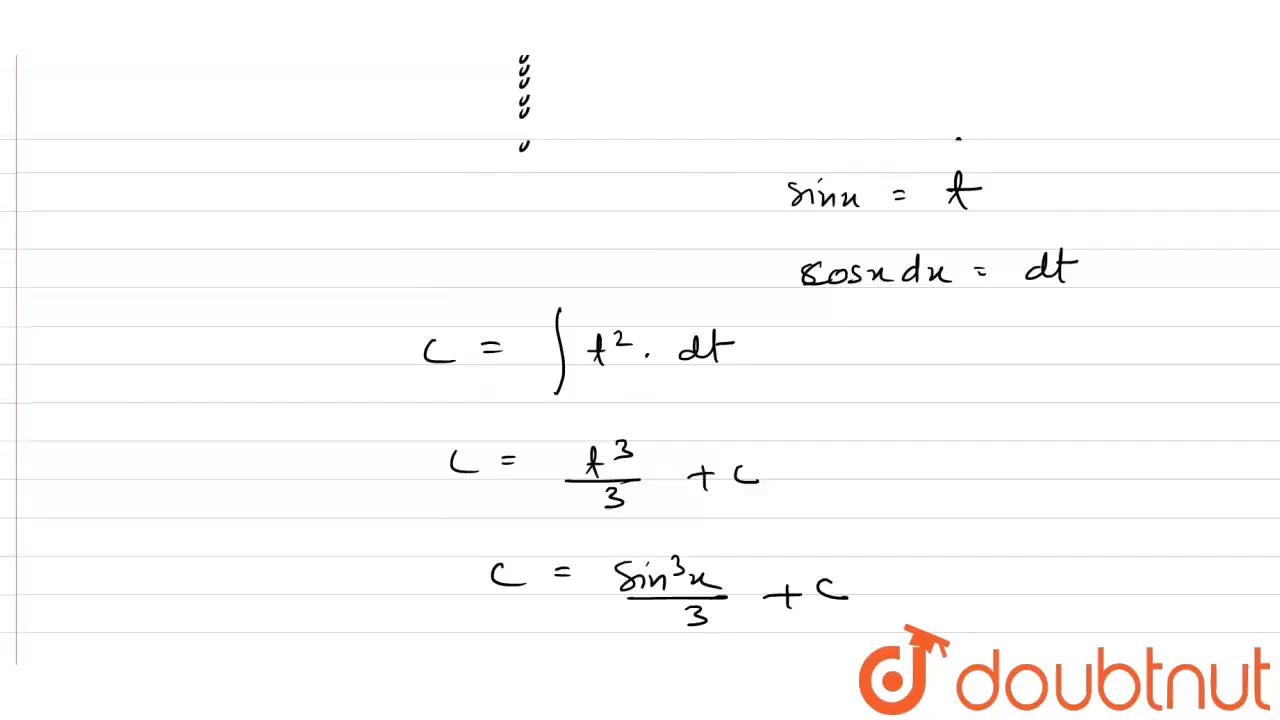 sinx = t
cosx dx = dt
C = ∫ t². dt
C = t³/3 + C
C = sin³x/3 + C
doubtnut